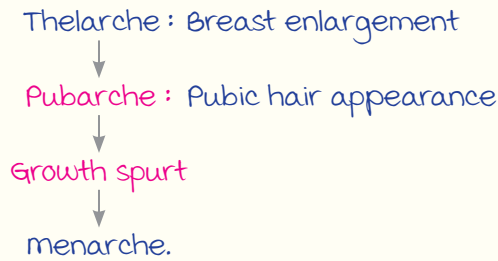 Thelarche : Breast enlargement
Pubarche : Pubic hair appearance
Growth spurt
menarche.